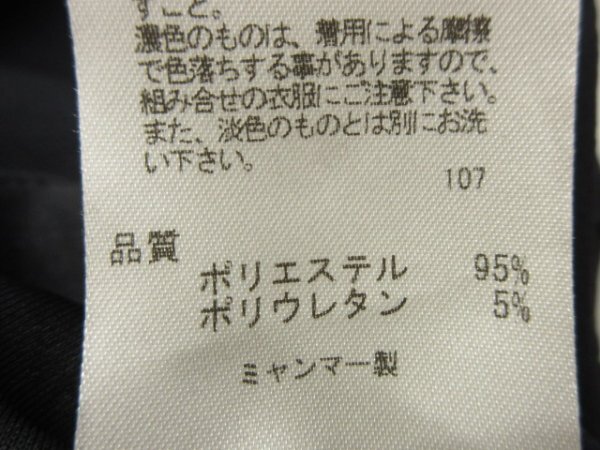 すこと。
濃色のものは、着用による摩擦
で色落ちする事がありますので、
組み合せの衣服にご注意下さい。
また、淡色のものとは別にお洗
い下さい。
107
品質
ポリエステル 95%
ポリウレタン 5%
ミャンマー製